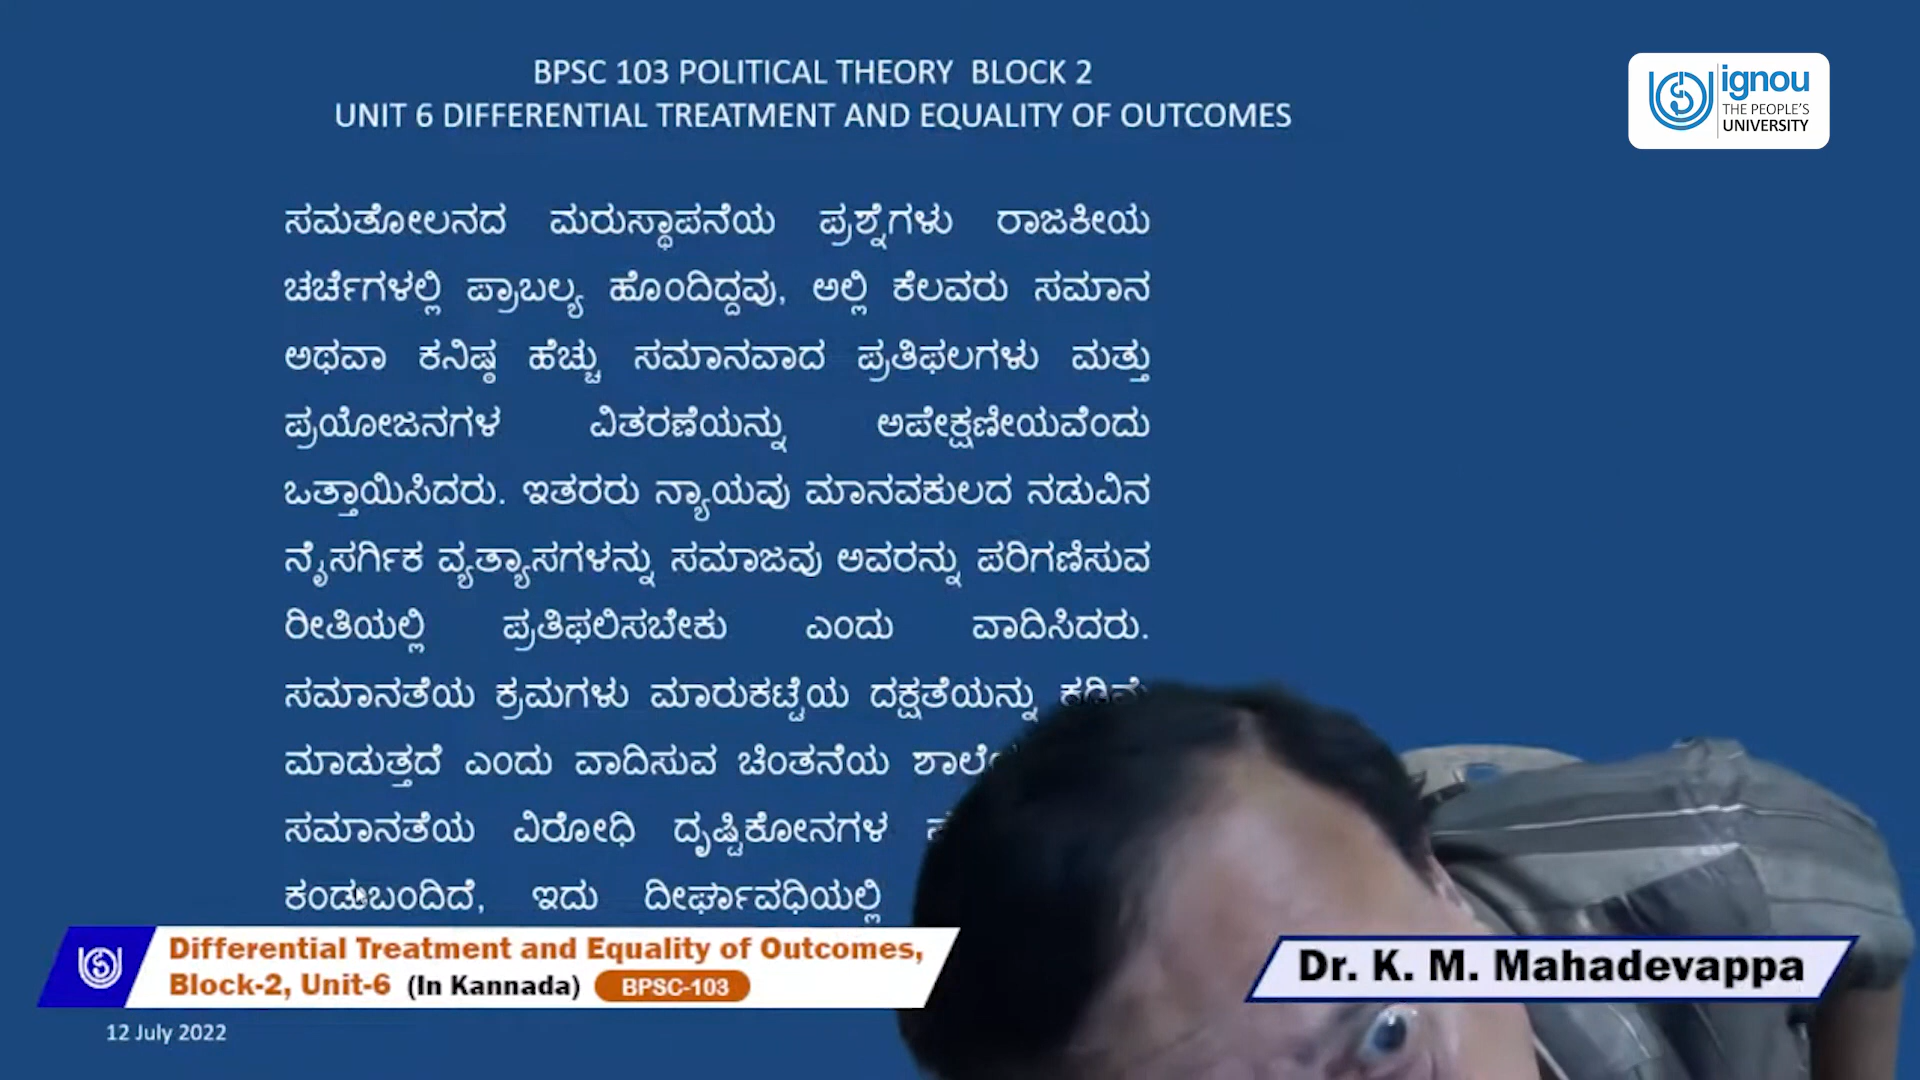 BPSC 103 POLITICAL THEORY BLOCK 2
UNIT 6 DIFFERENTIAL TREATMENT AND EQUALITY OF OUTCOMES
ignou
THE PEOPLE'S
UNIVERSITY
ಸಮತೋಲನದ ಮರುಸ್ಥಾಪನೆಯ ಪ್ರಶ್ನೆಗಳು ರಾಜಕೀಯ
ಚರ್ಚೆಗಳಲ್ಲಿ ಪ್ರಾಬಲ್ಯ ಹೊಂದಿದ್ದವು, ಅಲ್ಲಿ ಕೆಲವರು ಸಮಾನ
ಅಥವಾ ಕನಿಷ್ಠ ಹೆಚ್ಚು ಸಮಾನವಾದ ಪ್ರತಿಫಲಗಳು ಮತ್ತು
ಪ್ರಯೋಜನಗಳ ವಿತರಣೆಯನ್ನು ಅಪೇಕ್ಷಣೀಯವೆಂದು
ಒತ್ತಾಯಿಸಿದರು. ಇತರರು ನ್ಯಾಯವು ಮಾನವಕುಲದ ನಡುವಿನ
ನೈಸರ್ಗಿಕ ವ್ಯತ್ಯಾಸಗಳನ್ನು ಸಮಾಜವು ಅವರನ್ನು ಪರಿಗಣಿಸುವ
ರೀತಿಯಲ್ಲಿ ಪ್ರತಿಫಲಿಸಬೇಕು ಎಂದು ವಾದಿಸಿದರು.
ಸಮಾನತೆಯ ಕ್ರಮಗಳು ಮಾರುಕಟ್ಟೆಯ ದಕ್ಷತೆಯನ್ನು
ಮಾಡುತ್ತದೆ ಎಂದು ವಾದಿಸುವ ಚಿಂತನೆಯ
ಸಮಾನತೆಯ ವಿರೋಧಿ ದೃಷ್ಟಿಕೋನಗಳ
ಕಂಡುಬಂದಿದೆ, ಇದು ದೀರ್ಘಾವಧಿಯಲ್ಲಿ
Differential Treatment and Equality of Outcomes,
Block-2, Unit-6 (In Kannada) BPSC-103
Dr. K. M. Mahadevappa
12 July 2022